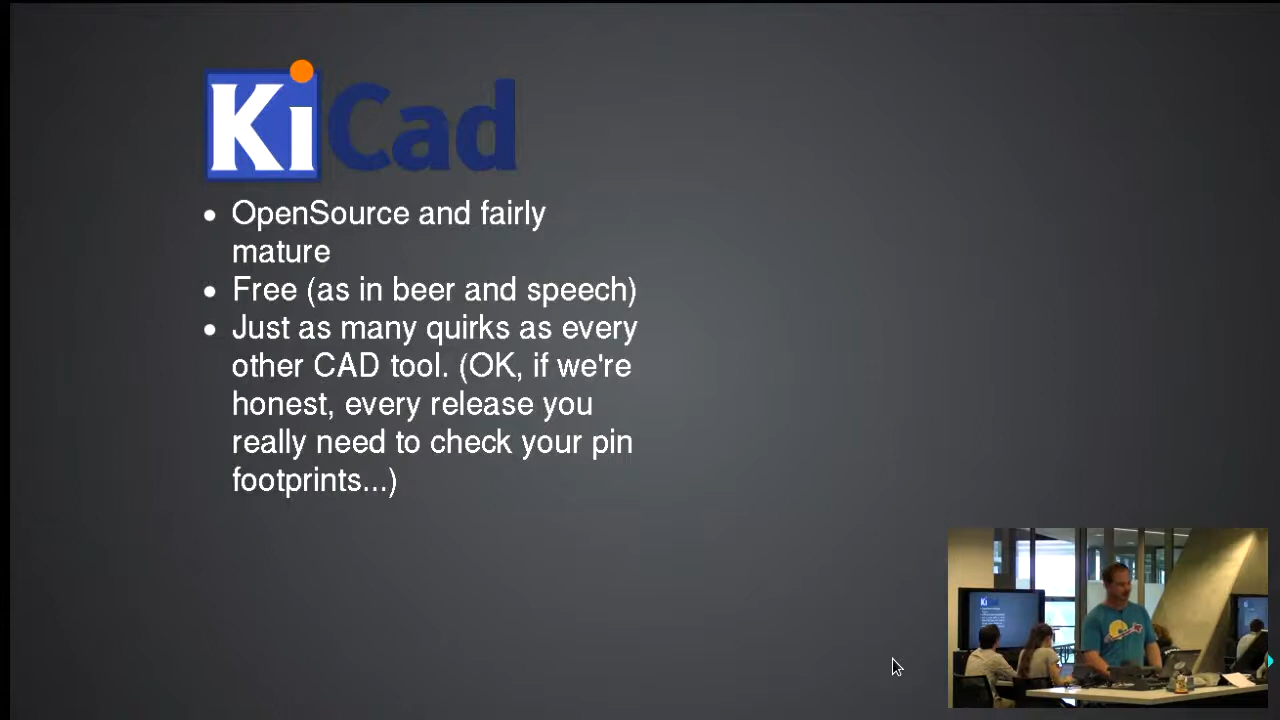 KiCad
• OpenSource and fairly
mature
• Free (as in beer and speech)
• Just as many quirks as every
other CAD tool. (OK, if we're
honest, every release you
really need to check your pin
footprints...)
Ki